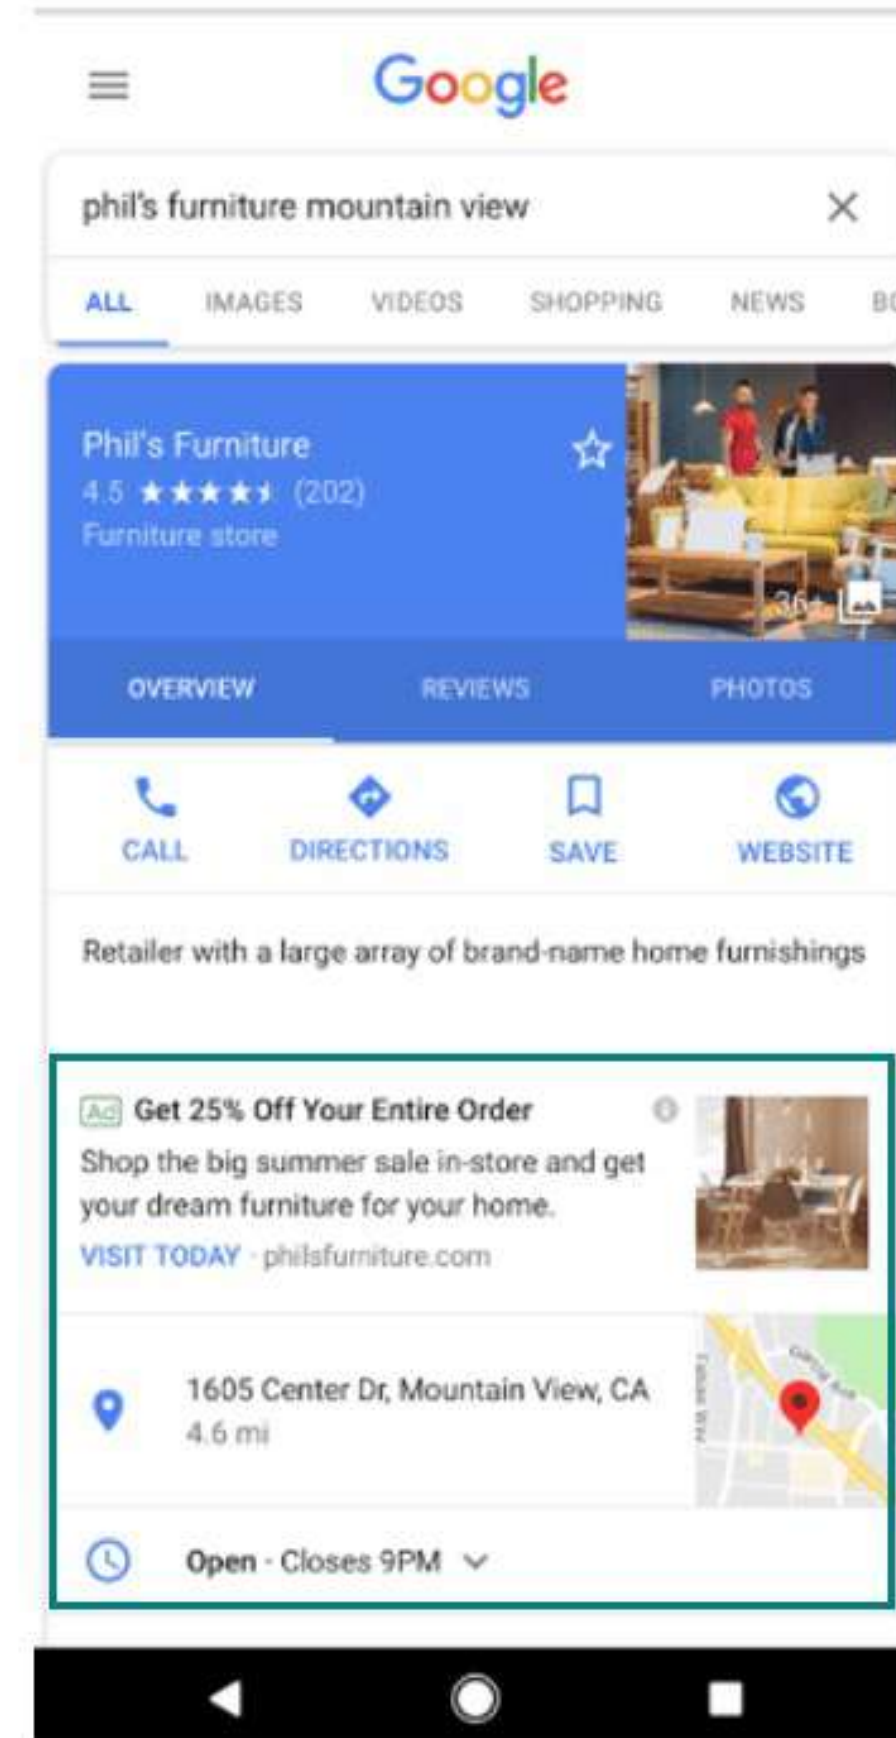 Google
phil's furniture mountain view
ALL IMAGES VIDEOS SHOPPING NEWS
Phil's Furniture
4.5 (202)
Furniture store
36+
OVERVIEW REVIEWS PHOTOS
CALL DIRECTIONS SAVE WEBSITE
Retailer with a large array of brand-name home furnishings
Ad Get 25% Off Your Entire Order
Shop the big summer sale in-store and get
your dream furniture for your home.
VISIT TODAY · philsfurniture.com
1605 Center Dr, Mountain View, CA
4.6 mi
Open · Closes 9PM